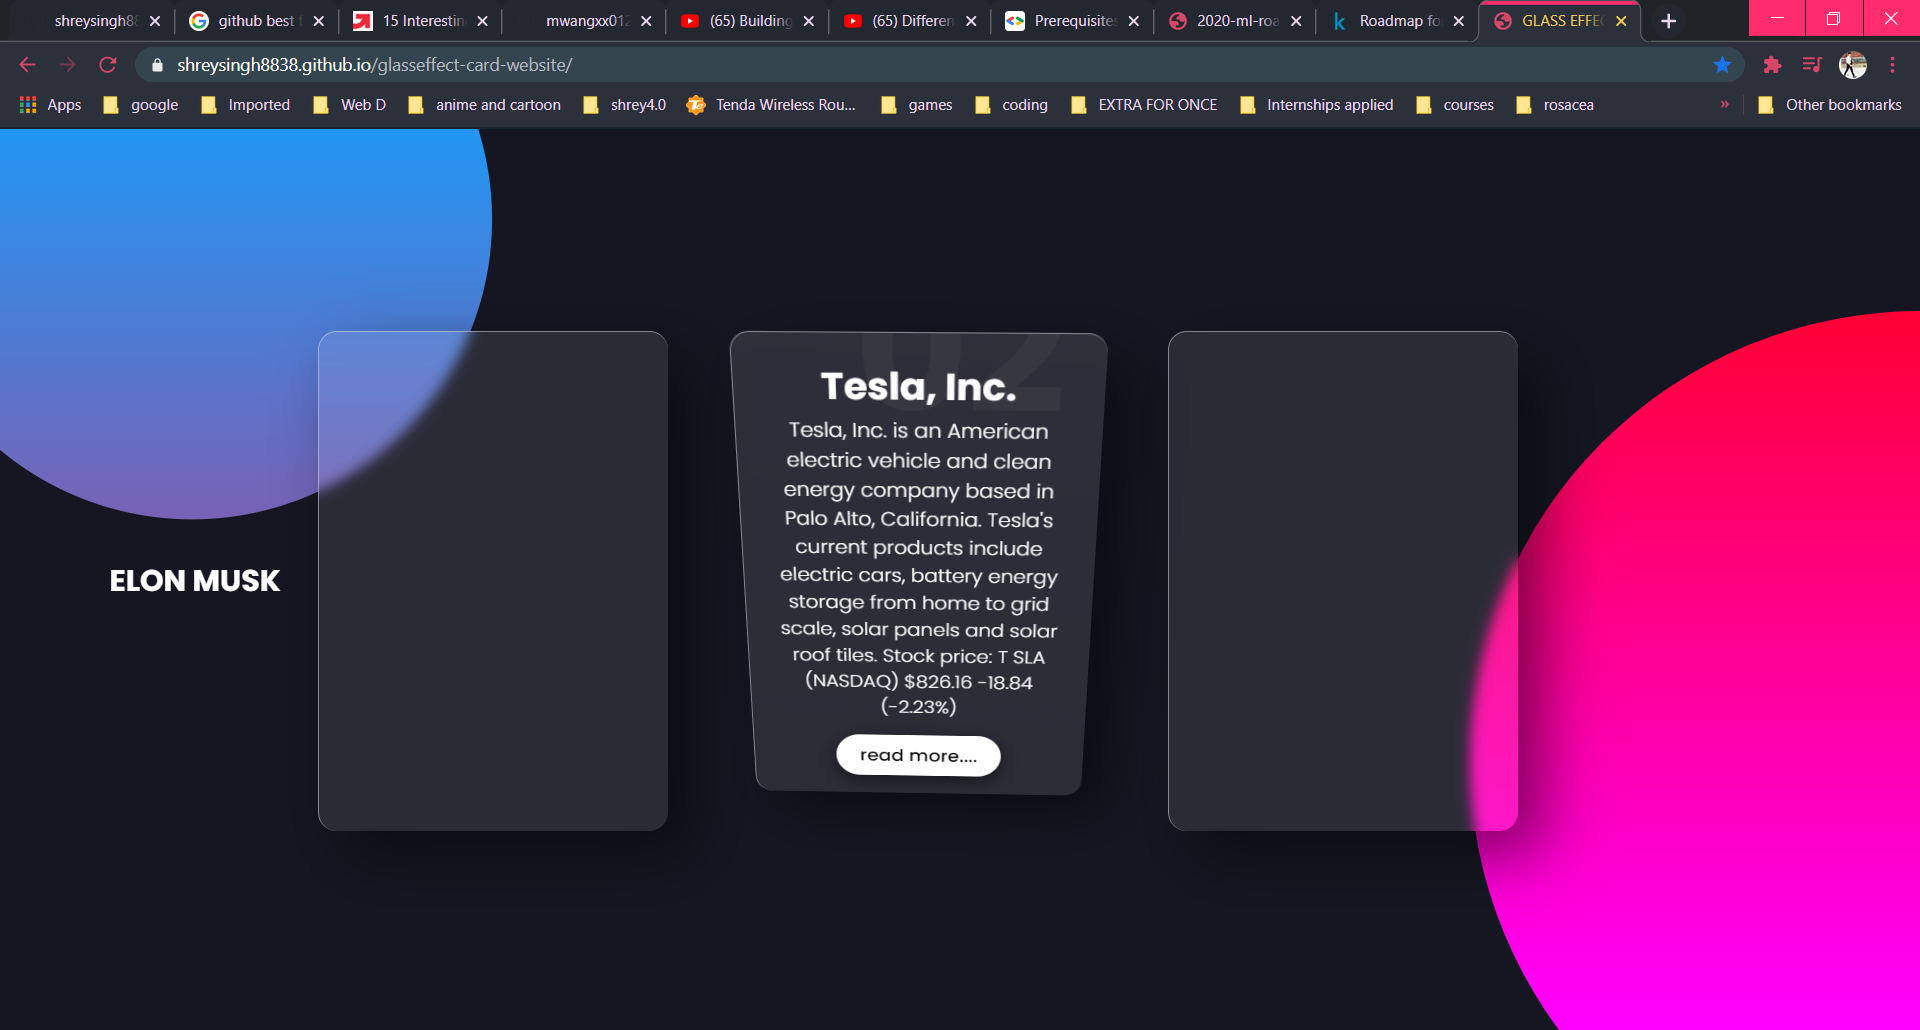 shreysingh88
github best f
15 Interestin
mwangxx012
(65) Building
(65) Differen
Prerequisites
2020-ml-roa
Roadmap fo
GLASS EFFEC
shreysingh8838.github.io/glasseffect-card-website/
Apps
google
Imported
Web D
anime and cartoon
shrey4.0
Tenda Wireless Rou...
games
coding
EXTRA FOR ONCE
Internships applied
courses
rosacea
»
Other bookmarks
ELON MUSK
02
Tesla, Inc.
Tesla, Inc. is an American
electric vehicle and clean
energy company based in
Palo Alto, California. Tesla's
current products include
electric cars, battery energy
storage from home to grid
scale, solar panels and solar
roof tiles. Stock price: T SLA
(NASDAQ) $826.16 -18.84
(-2.23%)
read more....